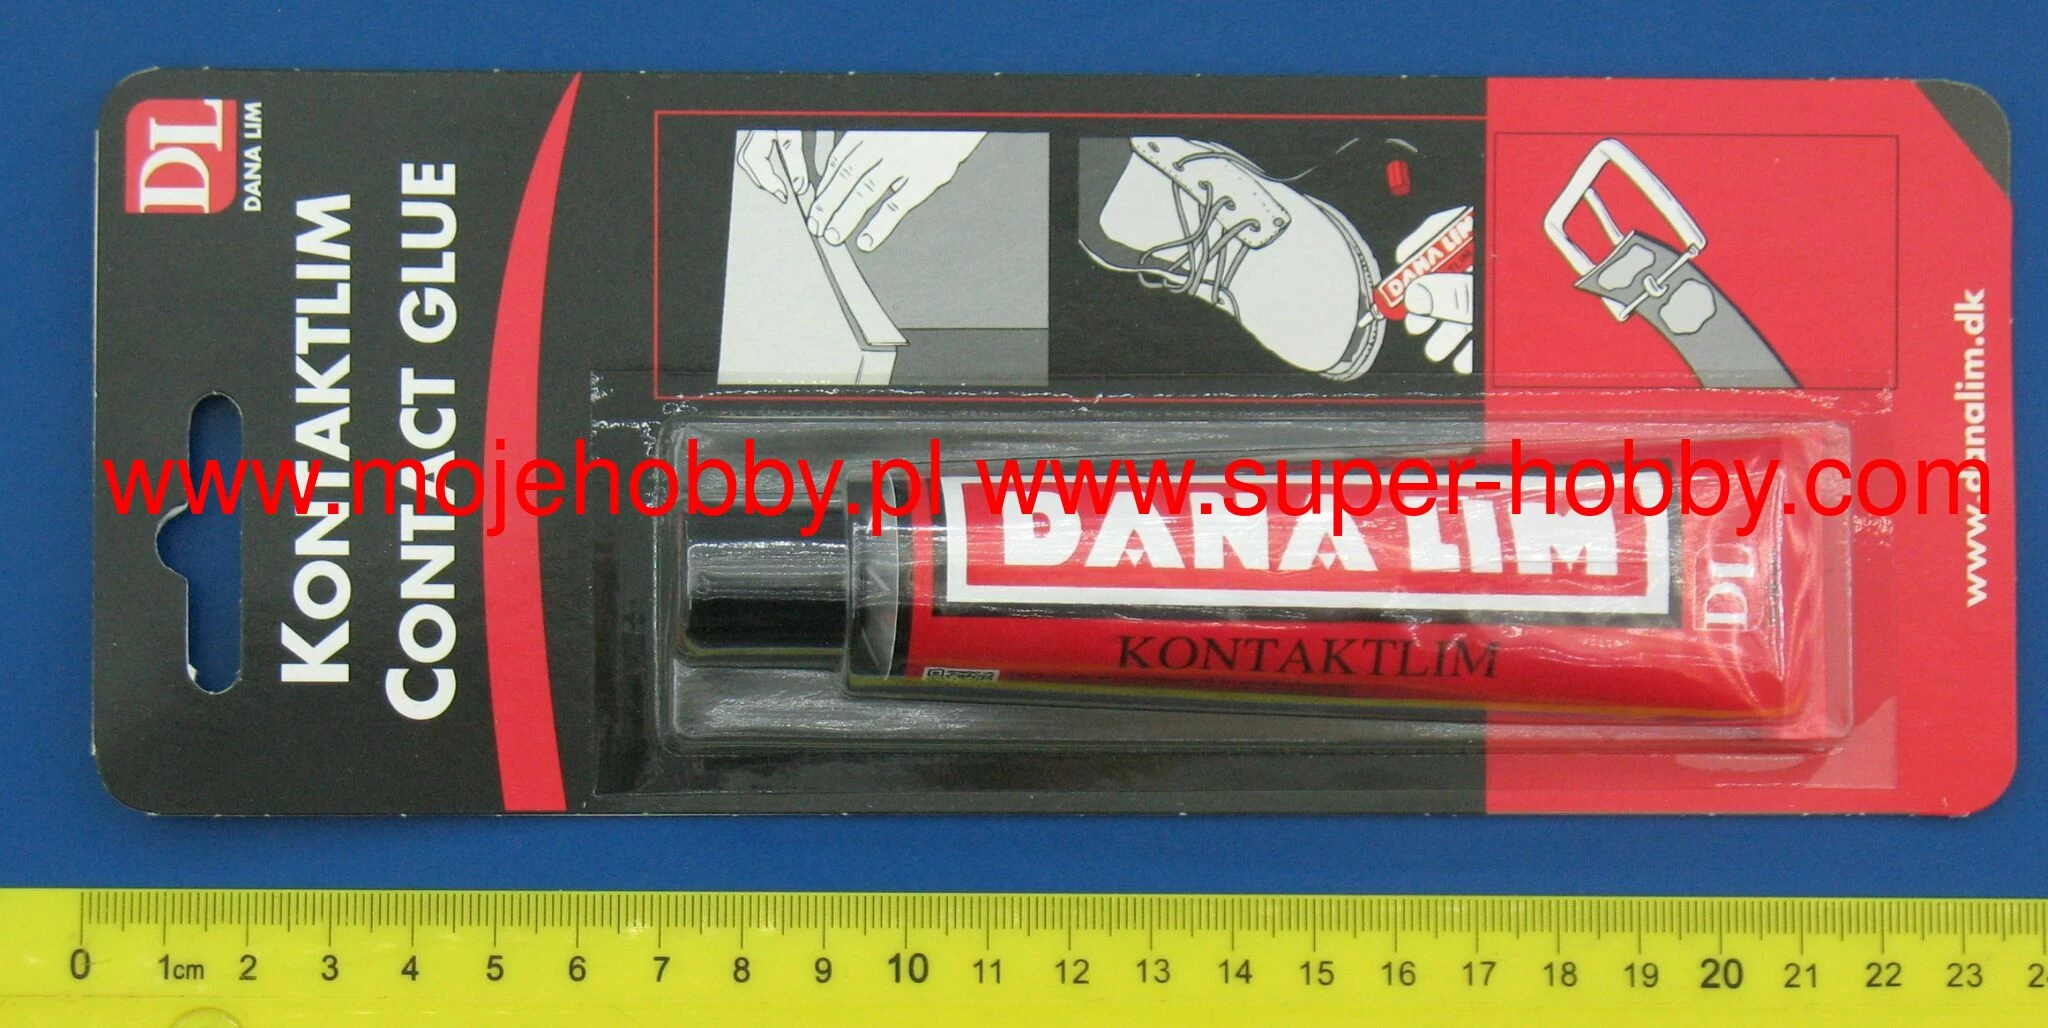 DL
DANA LIM
KONTAKTLIM
CONTACT GLUE
DANA LIM
www.danalim.dk
www.mojehobby.pl www.super-hobby.com
DANA LIM
DL
KONTAKTLIM
0 1cm 2 3 4 5 6 7 8 9 10 11 12 13 14 15 16 17 18 19 20 21 22 23